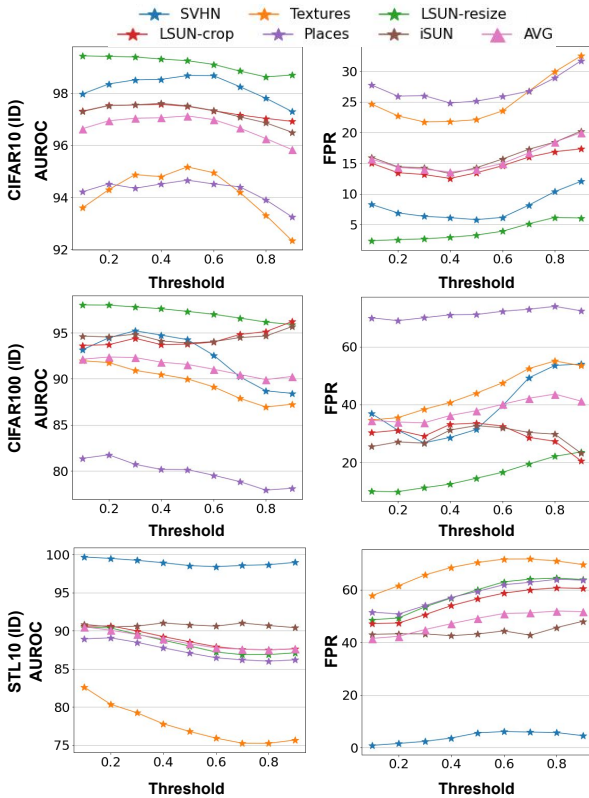 SVHN Textures LSUN-resize
LSUN-crop Places iSUN AVG
CIFAR10 (ID)
AUROC
98
96
94
92
0.2 0.4 0.6 0.8
Threshold
FPR
30
25
20
15
10
5
0.2 0.4 0.6 0.8
Threshold
CIFAR100 (ID)
AUROC
95
90
85
80
0.2 0.4 0.6 0.8
Threshold
FPR
60
40
20
0.2 0.4 0.6 0.8
Threshold
STL10 (ID)
AUROC
100
95
90
85
80
75
0.2 0.4 0.6 0.8
Threshold
FPR
60
40
20
0
0.2 0.4 0.6 0.8
Threshold